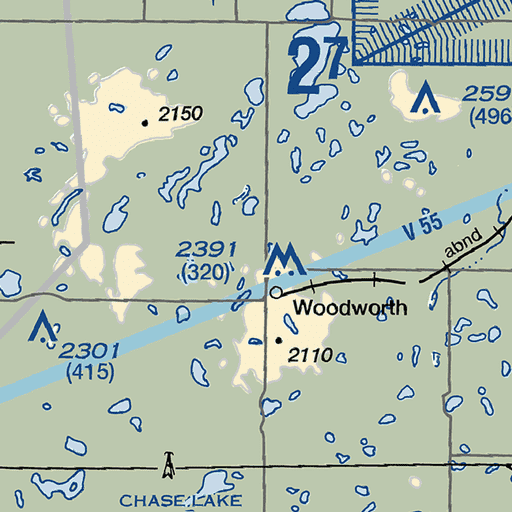 27
2150
259
(496
V 55
abnd
2391
(320)
Woodworth
2301
(415)
2110
CHASE LAKE